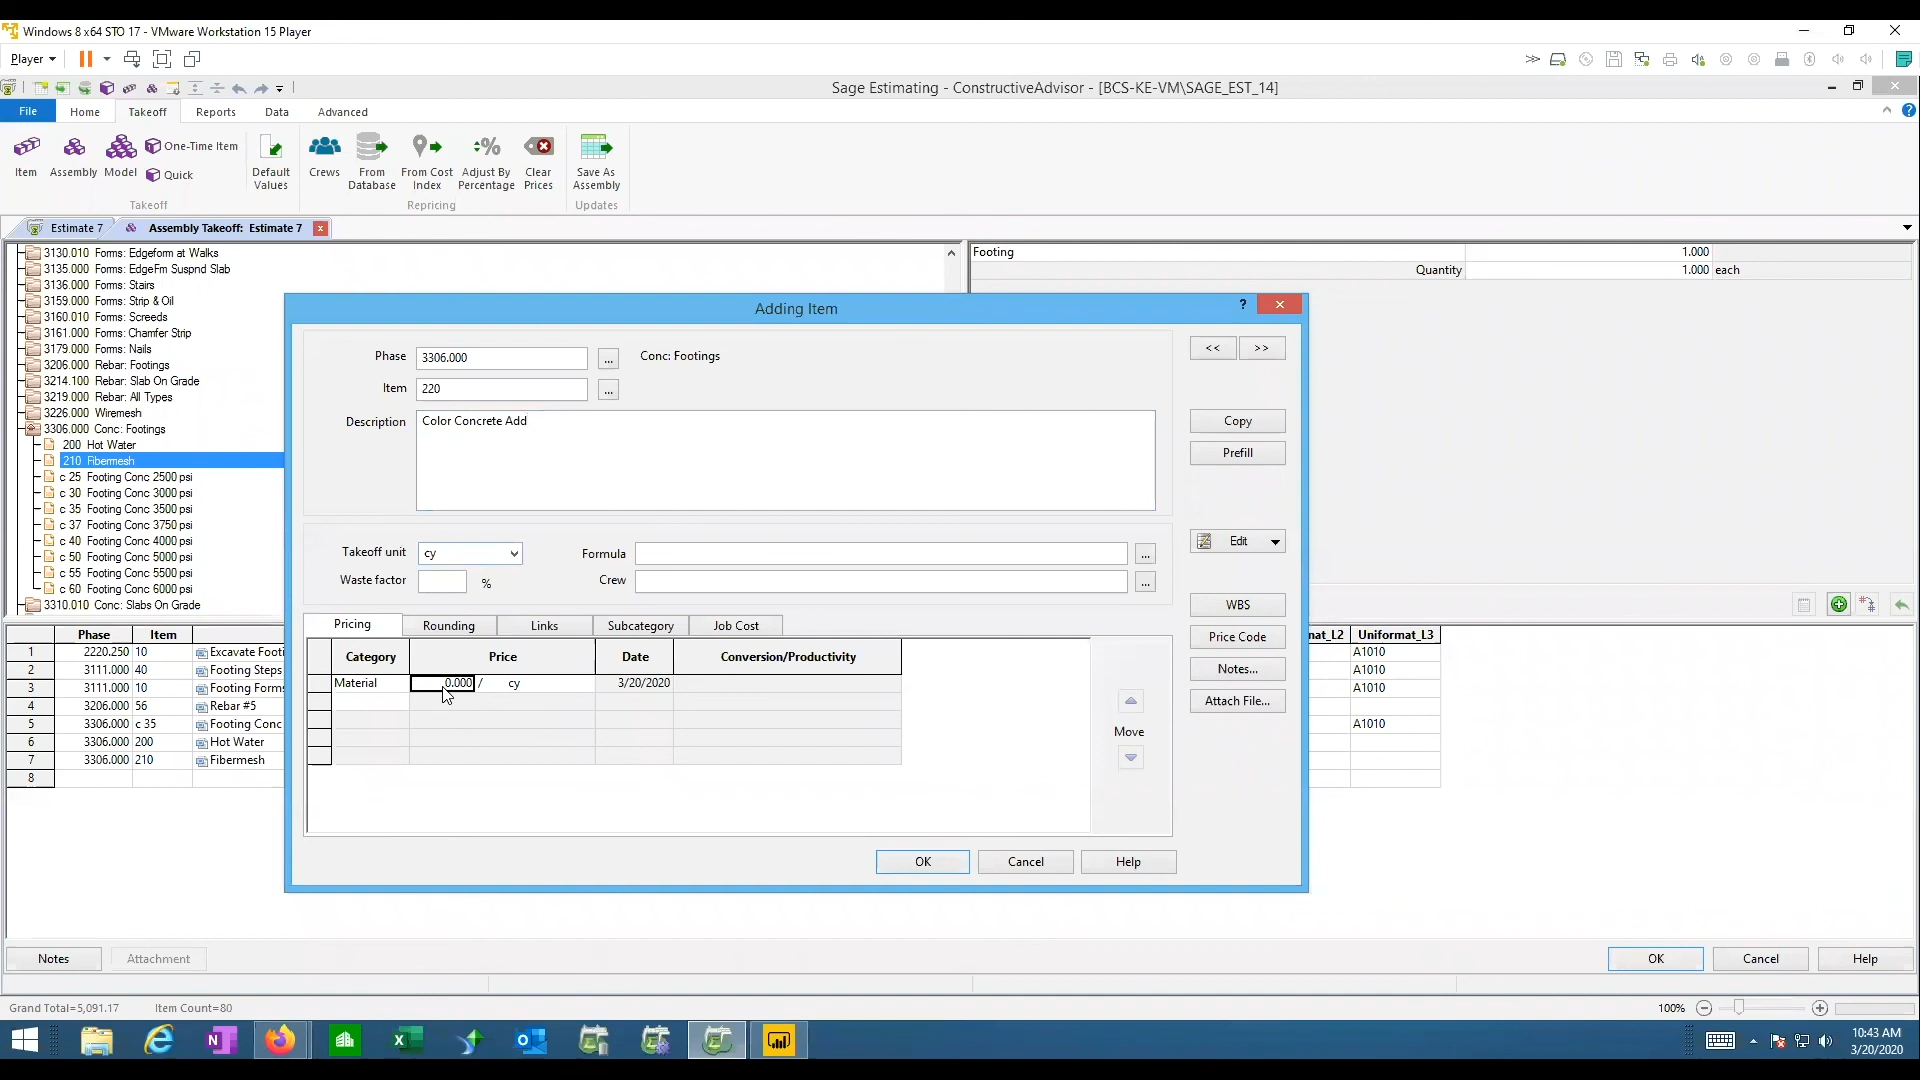 Windows 8 x64 STO 17 - VMware Workstation 15 Player
Player
Sage Estimating - ConstructiveAdvisor - [BCS-KE-VM\SAGE_EST_14]
File Home Takeoff Reports Data Advanced
Item
Assembly
Model
One-Time Item
Quick
Default Values
Crews
From Database
From Cost Index
Adjust By Percentage
Clear Prices
Save As Assembly
Takeoff
Repricing
Updates
Estimate 7
Assembly Takeoff: Estimate 7 x
3130.010 Forms: Edgeform at Walks
3135.000 Forms: EdgeFm Suspnd Slab
3136.000 Forms: Stairs
3159.000 Forms: Strip & Oil
3160.010 Forms: Screeds
3161.000 Forms: Chamfer Strip
3179.000 Forms: Nails
3206.000 Rebar: Footings
3214.100 Rebar: Slab On Grade
3219.000 Rebar: All Types
3226.000 Wiremesh
3306.000 Conc: Footings
200 Hot Water
210 Fibermesh
c 25 Footing Conc 2500 psi
c 30 Footing Conc 3000 psi
c 35 Footing Conc 3500 psi
c 37 Footing Conc 3750 psi
c 40 Footing Conc 4000 psi
c 50 Footing Conc 5000 psi
c 55 Footing Conc 5500 psi
c 60 Footing Conc 6000 psi
3310.010 Conc: Slabs On Grade
Footing 1.000
Quantity 1.000 each
Adding Item
?
Phase 3306.000 ... Conc: Footings
<< >>
Item 220 ...
Description Color Concrete Add
Copy
Prefill
Takeoff unit cy Formula ...
Edit
Waste factor % Crew ...
WBS
Price Code
Notes...
Attach File...
Pricing Rounding Links Subcategory Job Cost
Category Price Date Conversion/Productivity
Material 0.000 / cy 3/20/2020
Move
OK Cancel Help
Phase Item
1 2220.250 10 Excavate Footi
2 3111.000 40 Footing Steps
3 3111.000 10 Footing Forms
4 3206.000 56 Rebar #5
5 3306.000 c 35 Footing Conc
6 3306.000 200 Hot Water
7 3306.000 210 Fibermesh
8
mat_L2 Uniformat_L3
A1010
A1010
A1010
A1010
Notes Attachment
OK Cancel Help
Grand Total=5,091.17 Item Count=80
100%
10:43 AM
3/20/2020